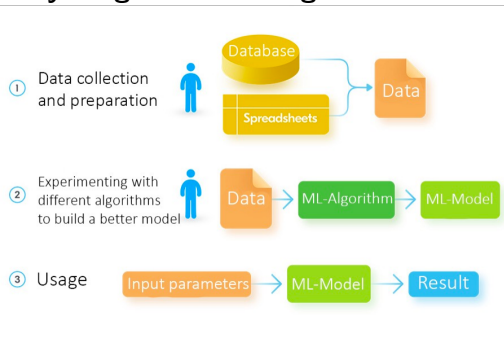 Database
1
Data collection
and preparation
Data
Spreadsheets
2
Experimenting with
different algorithms
to build a better model
Data
ML-Algorithm
ML-Model
3
Usage
Input parameters
ML-Model
Result